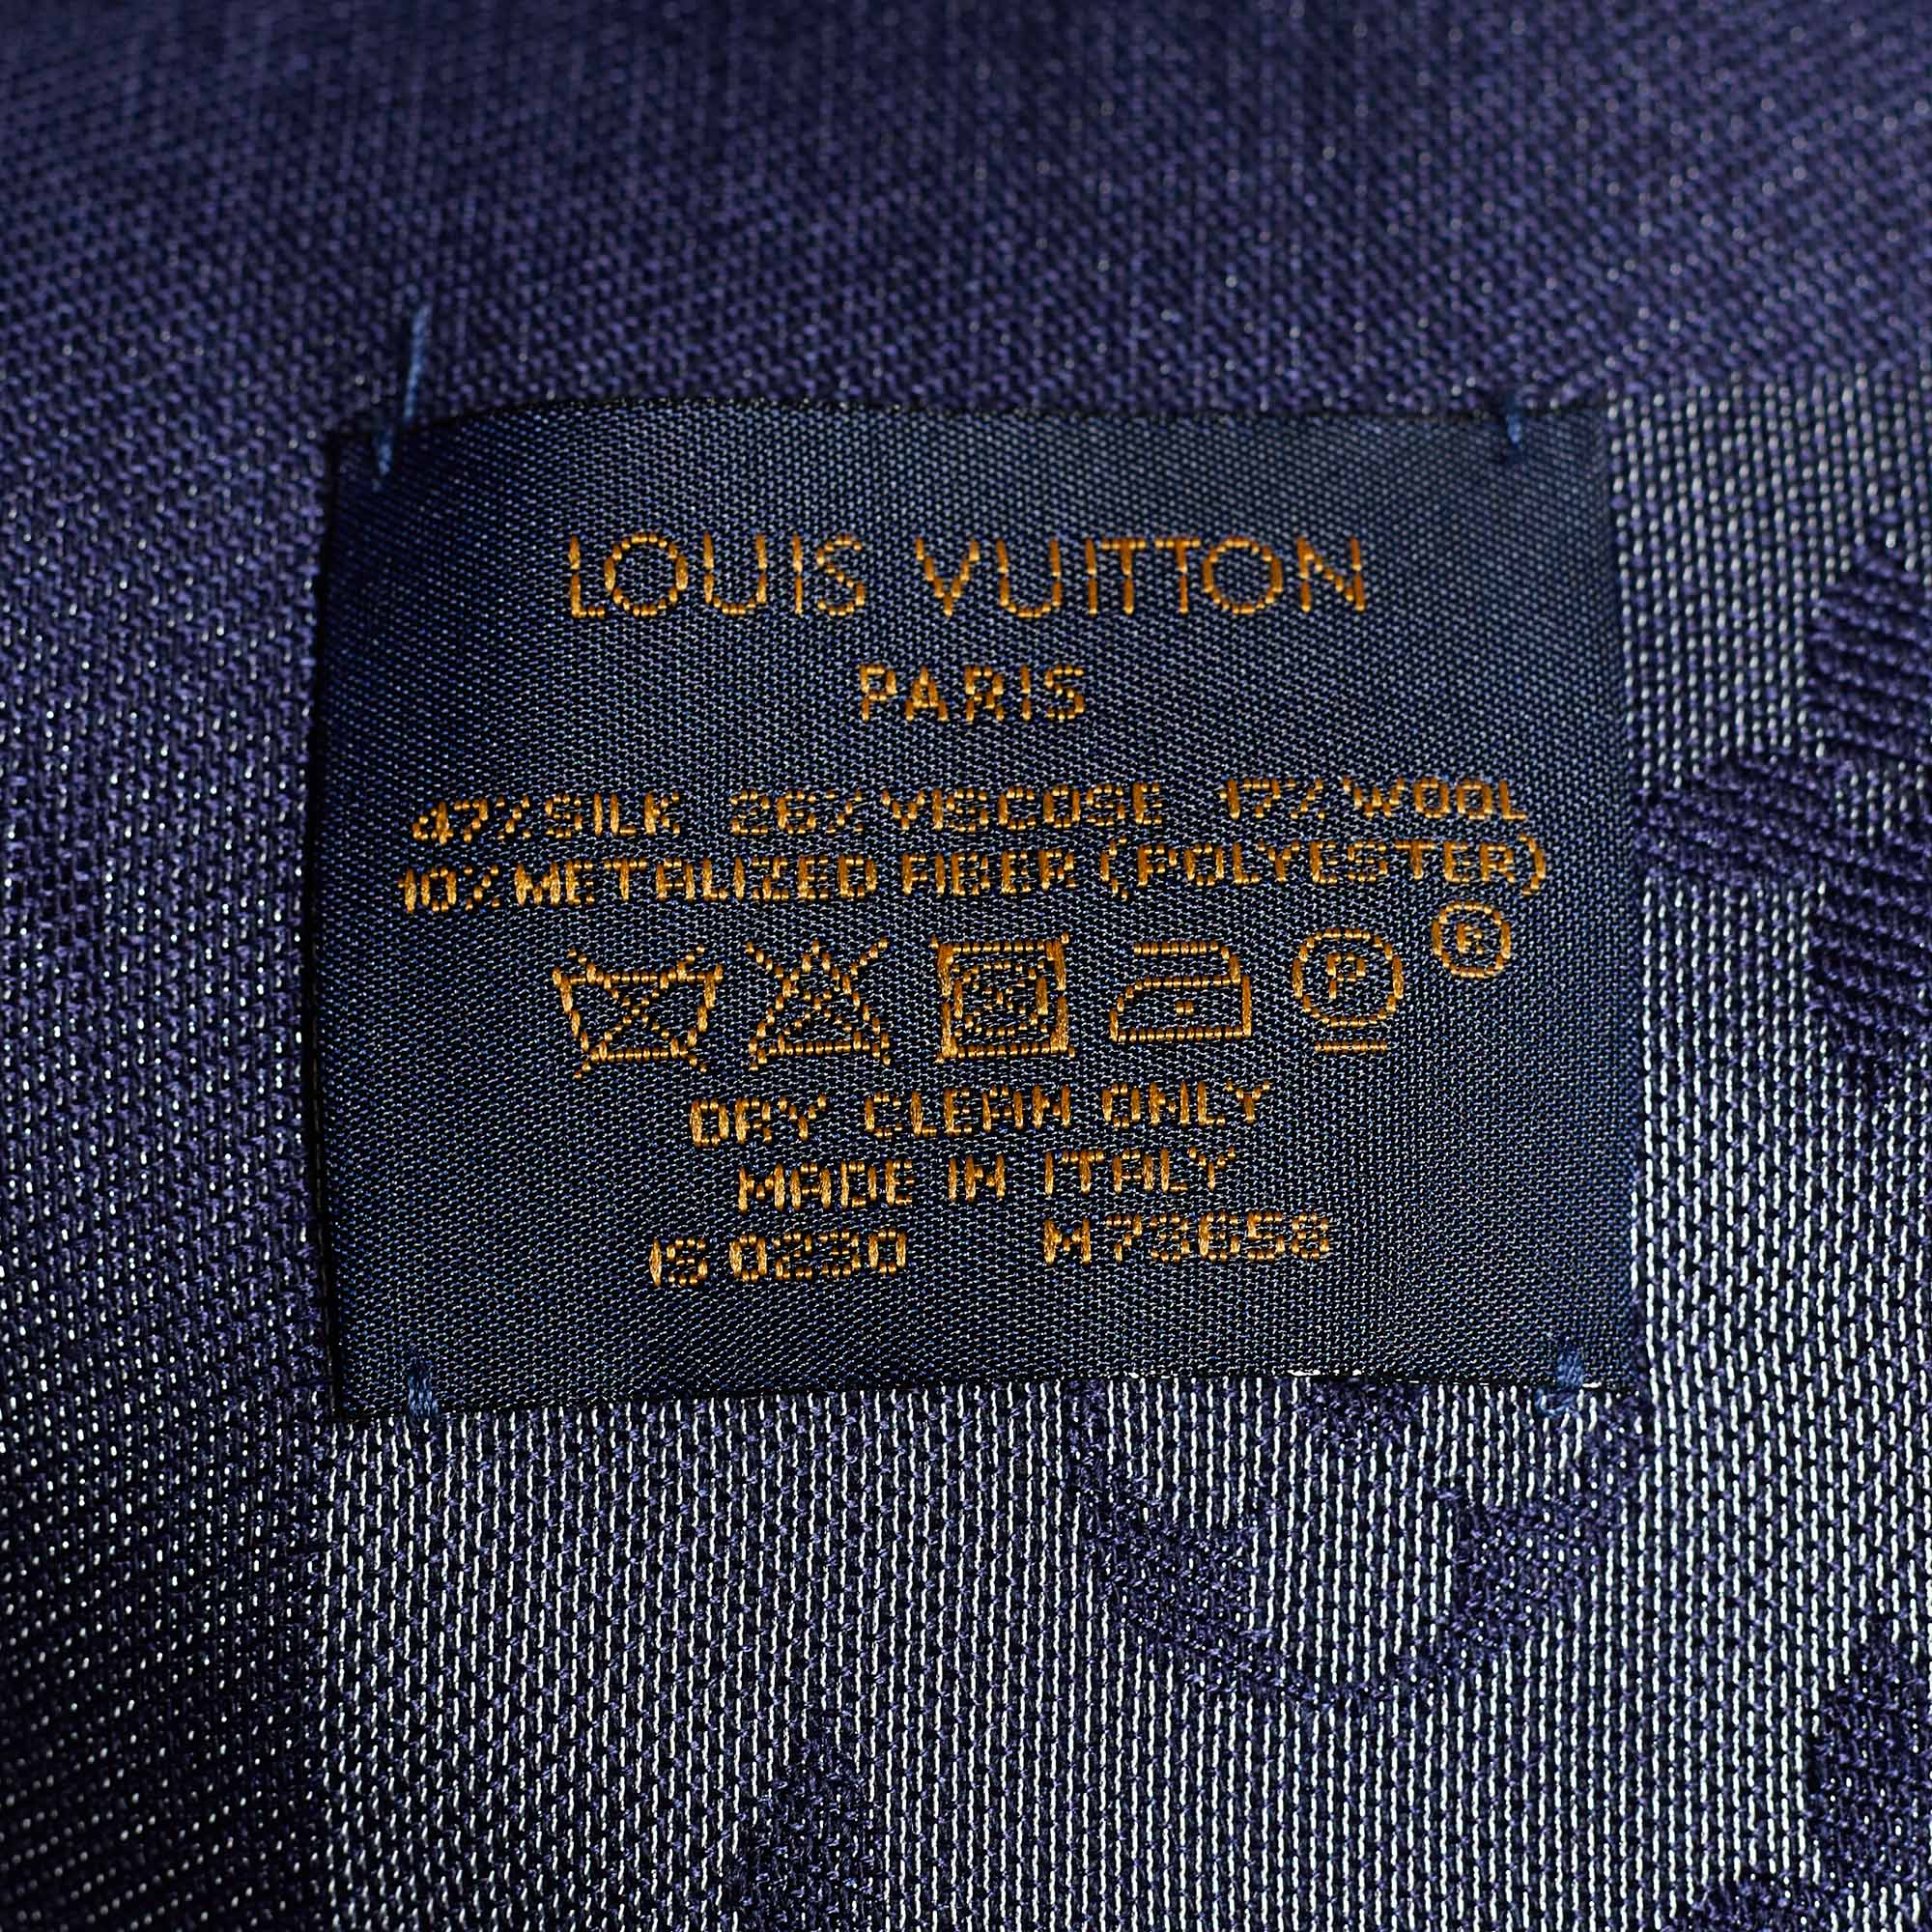 LOUIS VUITTON
PARIS
47% SILK 26% VISCOSE 17% WOOL
10% METALIZED FIBER (POLYESTER)
P ®
DRY CLEAN ONLY
MADE IN ITALY
IS 0230 M73658